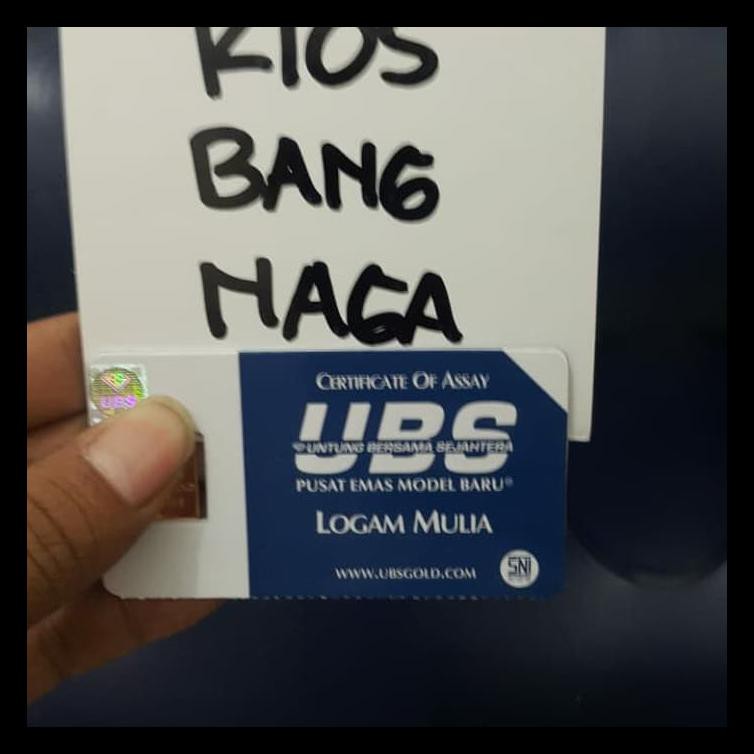 KIOS
BANG
NAGA
UBS
CERTIFICATE OF ASSAY
UBS
UNTUNG BERSAMA SEJAHTERA
PUSAT EMAS MODEL BARU®
LOGAM MULIA
WWW.UBSGOLD.COM
SNI